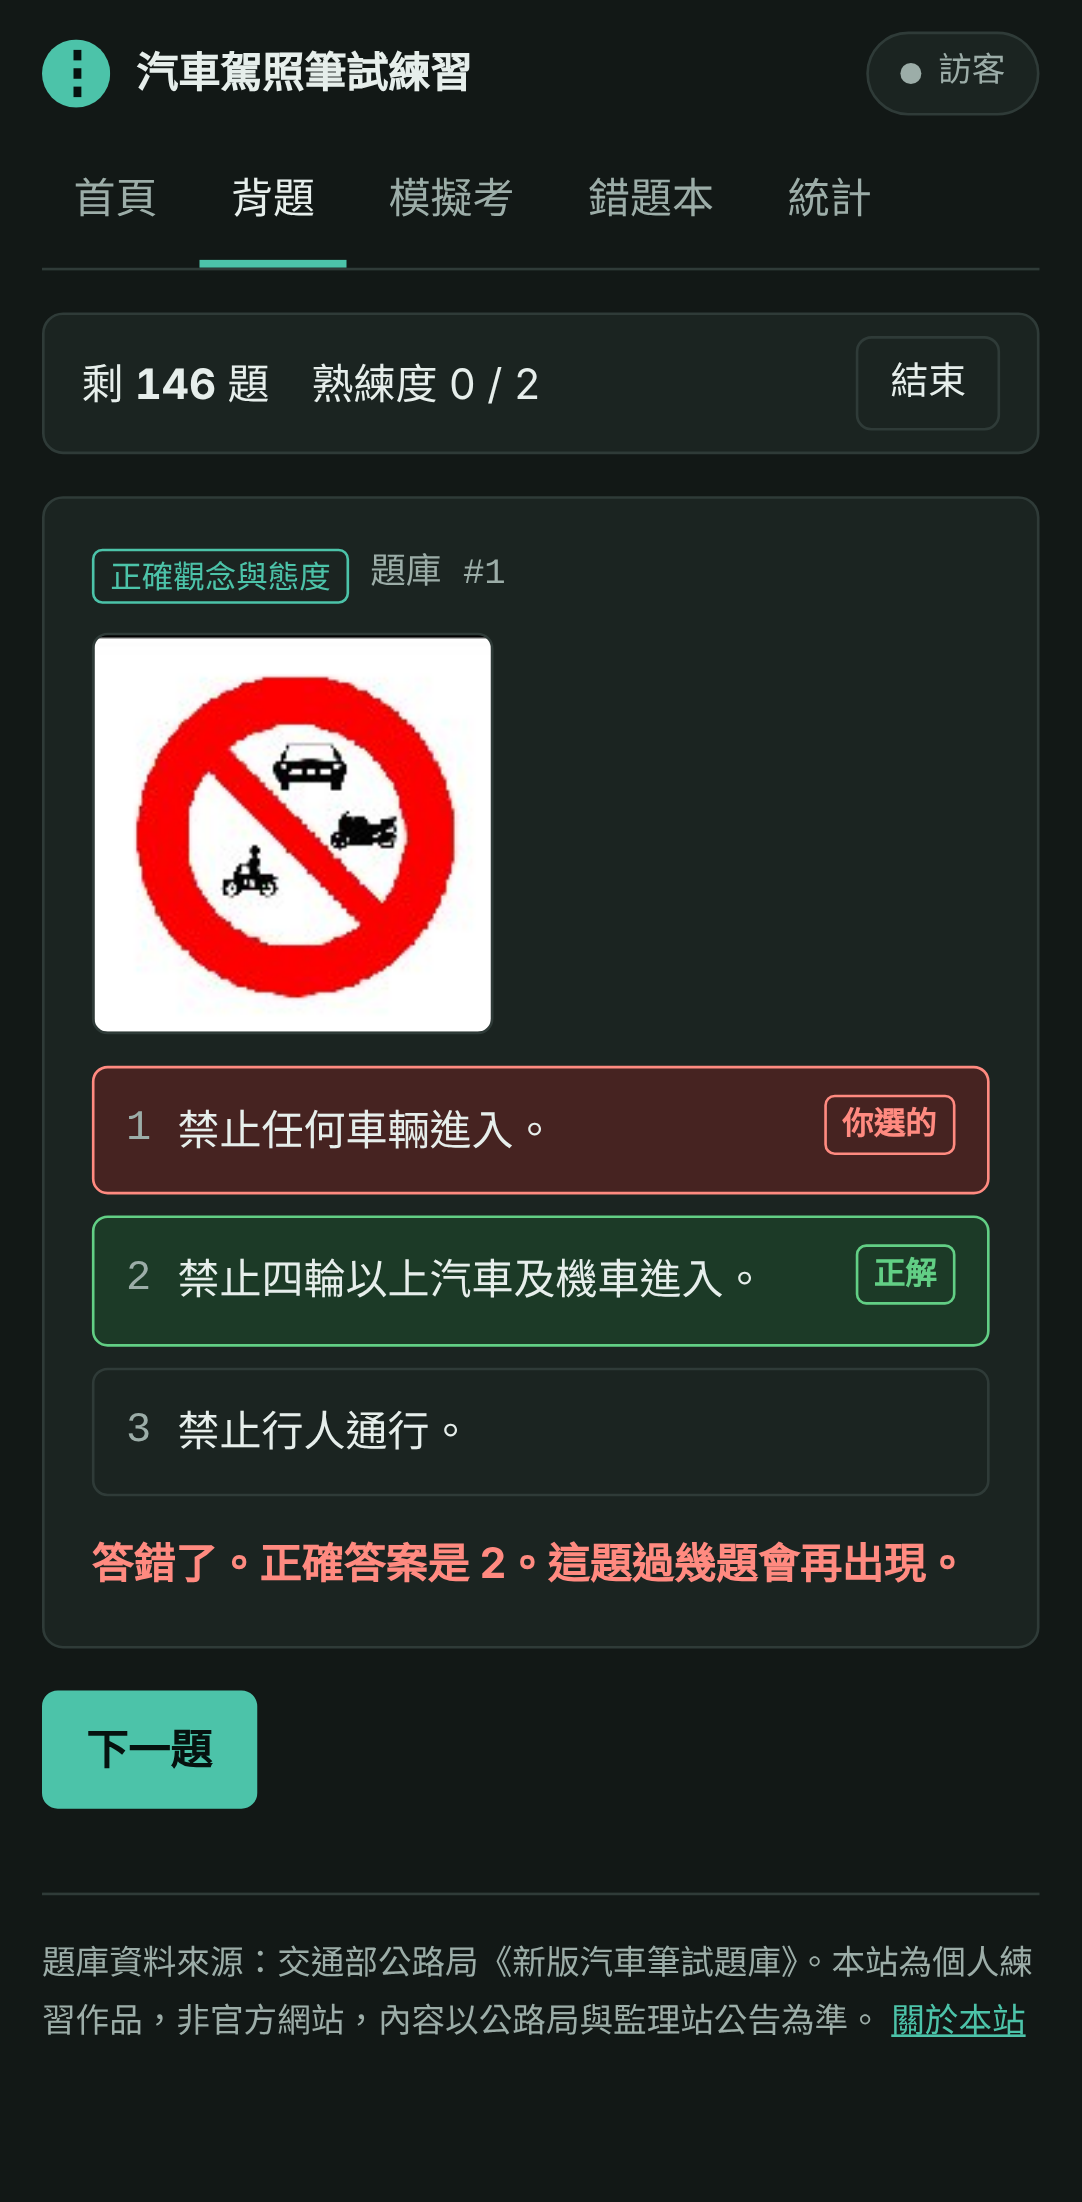 汽車駕照筆試練習
訪客
首頁 背題 模擬考 錯題本 統計
剩 146 題 熟練度 0 / 2
結束
正確觀念與態度 題庫 #1
1 禁止任何車輛進入。 你選的
2 禁止四輪以上汽車及機車進入。 正解
3 禁止行人通行。
答錯了。正確答案是 2。這題過幾題會再出現。
下一題
題庫資料來源：交通部公路局《新版汽車筆試題庫》。本站為個人練
習作品，非官方網站，內容以公路局與監理站公告為準。 關於本站